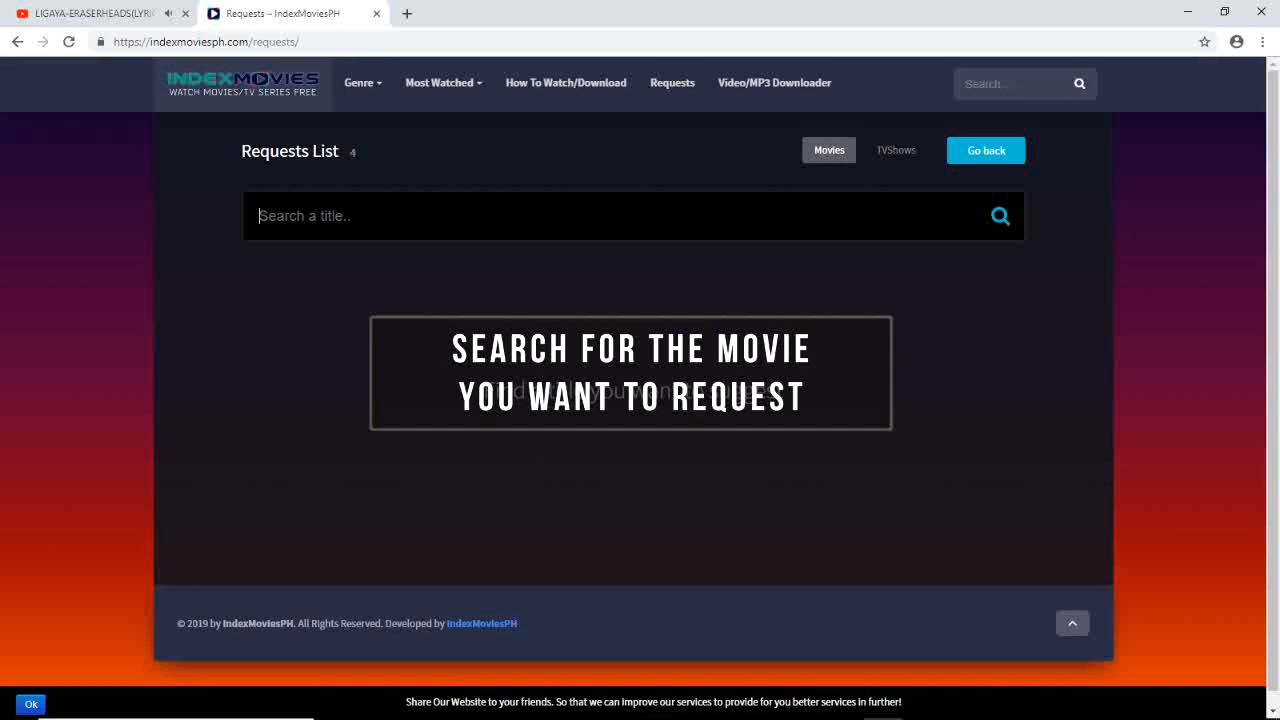 LIGAYA-ERASERHEADS(LYRI
Requests – IndexMoviesPH
https://indexmoviesph.com/requests/
INDEXMOVIES
WATCH MOVIES/TV SERIES FREE
Genre
Most Watched
How To Watch/Download
Requests
Video/MP3 Downloader
Search...
Requests List 4
Movies
TVShows
Go back
Search a title..
SEARCH FOR THE MOVIE
YOU WANT TO REQUEST
© 2019 by IndexMoviesPH. All Rights Reserved. Developed by IndexMoviesPH
Ok
Share Our Website to your friends. So that we can improve our services to provide for you better services in further!